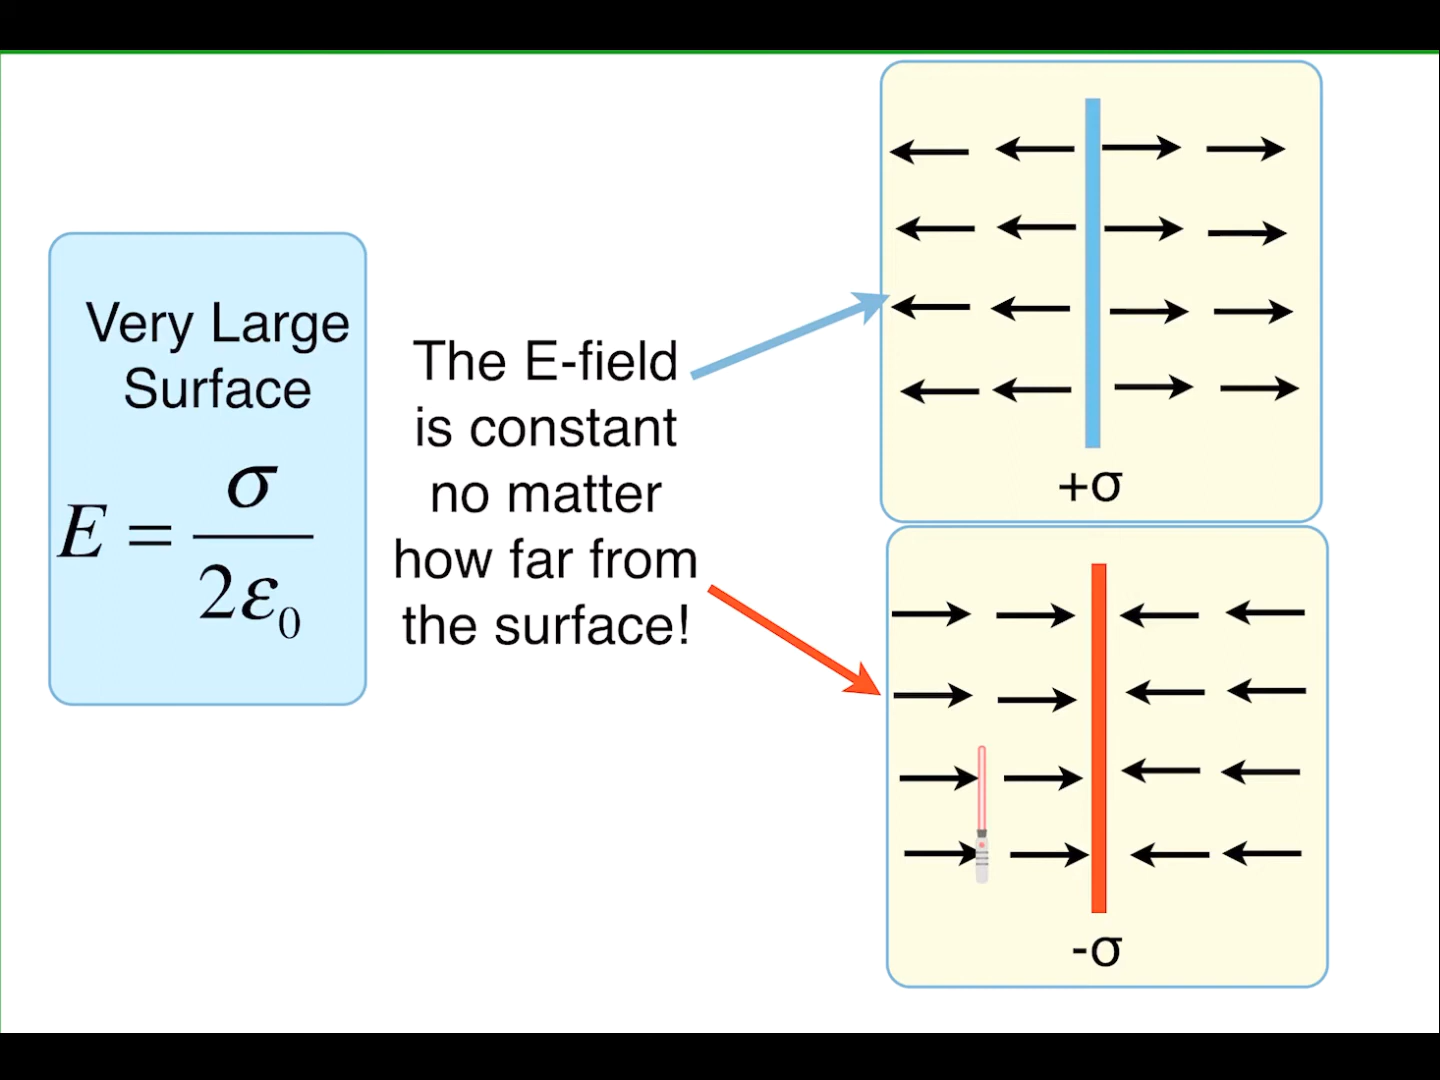 Very Large
Surface
E = σ / 2ε₀
The E-field
is constant
no matter
how far from
the surface!
+σ
-σ